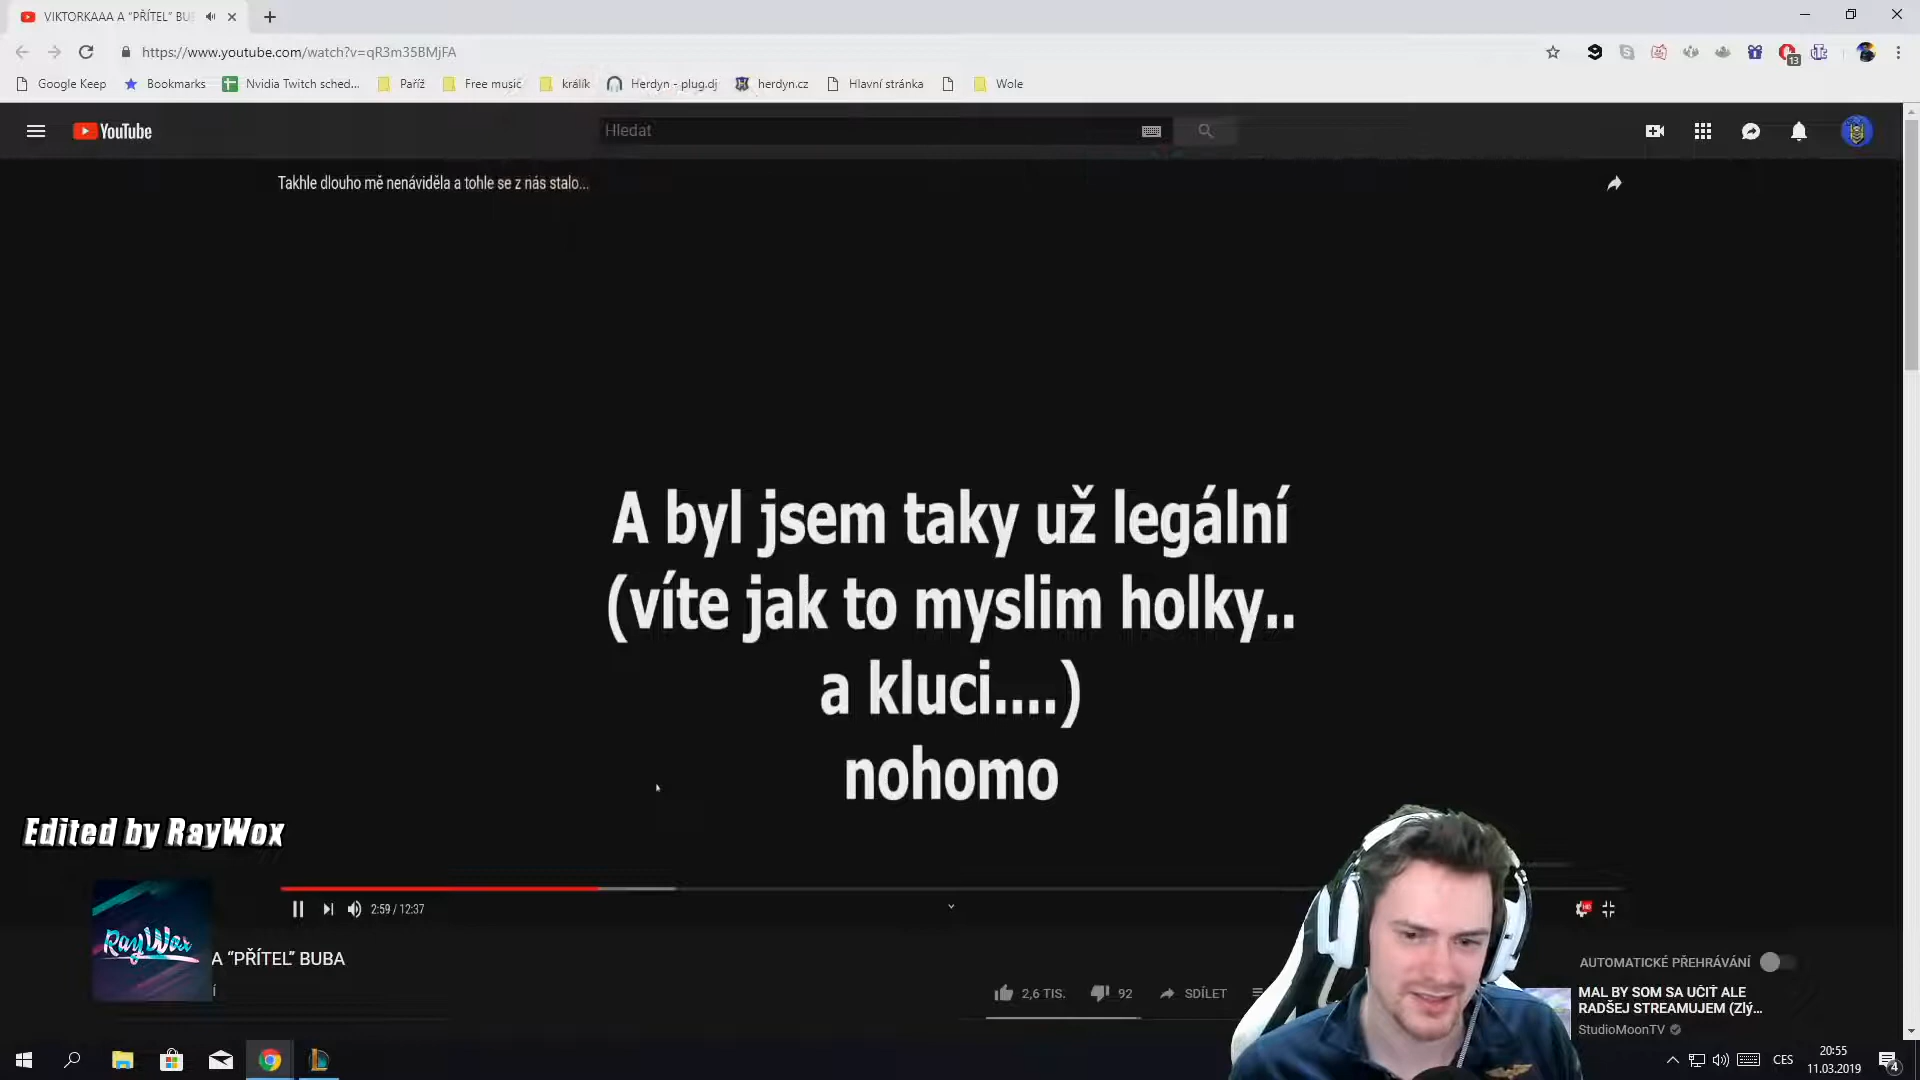 VIKTORKAAA A “PŘÍTEL” BU
https://www.youtube.com/watch?v=qR3m35BMjFA
13
Google Keep
Bookmarks
Nvidia Twitch sched...
Paříž
Free music
králík
Herdyn - plug.dj
herdyn.cz
Hlavní stránka
Wole
YouTube
Hledat
Takhle dlouho mě nenáviděla a tohle se z nás stalo...
A byl jsem taky už legální
(víte jak to myslim holky..
a kluci....)
nohomo
Edited by RayWox
2:59 / 12:37
HD
RayWox
A “PŘÍTEL” BUBA
2,6 TIS.
92
SDÍLET
AUTOMATICKÉ PŘEHRÁVÁNÍ
MAL BY SOM SA UČIŤ ALE
RADŠEJ STREAMUJEM (Zlý...
StudioMoonTV
CES
20:55
11.03.2019
4